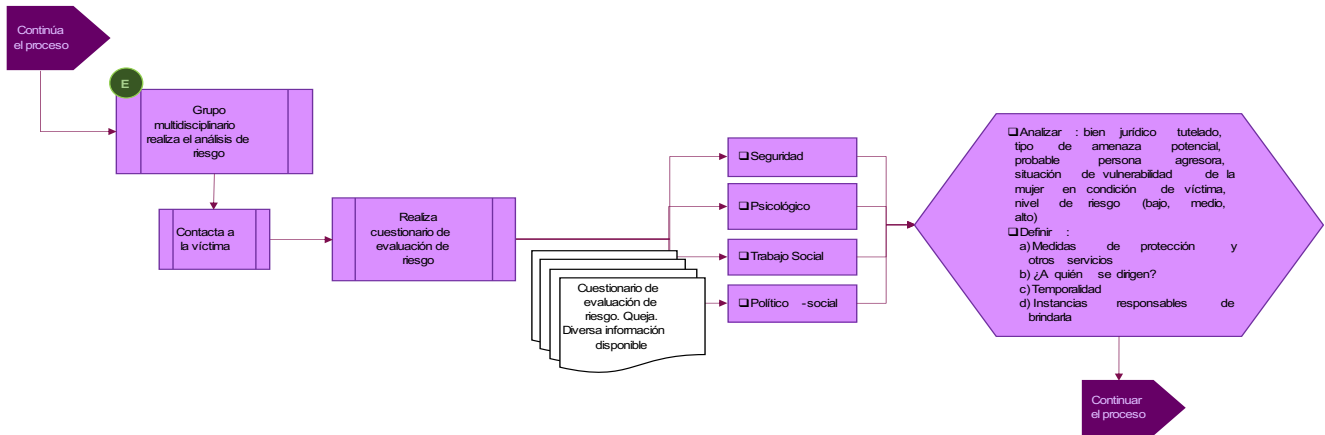 Continúa
el proceso
E
Grupo
multidisciplinario
realiza el análisis de
riesgo
Contacta a
la víctima
Realiza
cuestionario de
evaluación de
riesgo
Cuestionario de
evaluación de
riesgo. Queja.
Diversa información
disponible
❑Seguridad
❑Psicológico
❑Trabajo Social
❑Político -social
❑Analizar : bien jurídico tutelado,
tipo de amenaza potencial,
probable persona agresora,
situación de vulnerabilidad de la
mujer en condición de víctima,
nivel de riesgo (bajo, medio,
alto)
❑Definir :
a) Medidas de protección y
otros servicios
b) ¿A quién se dirigen?
c) Temporalidad
d) Instancias responsables de
brindarla
Continuar
el proceso